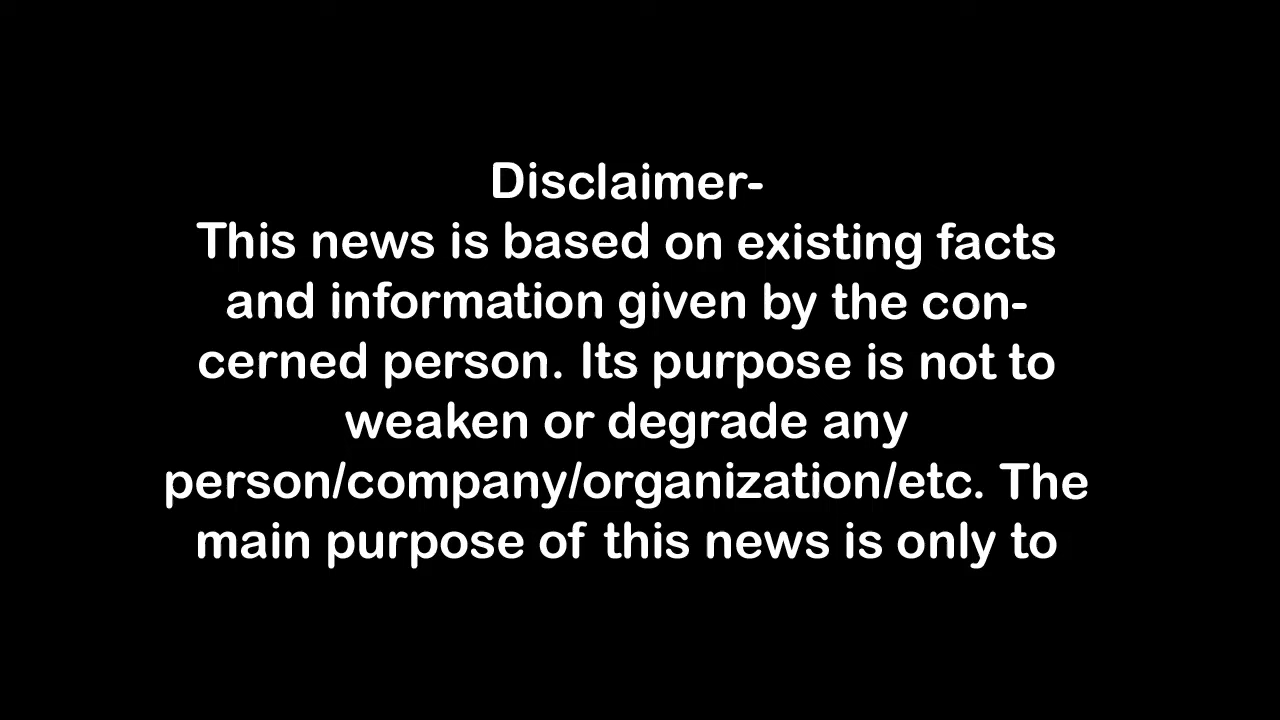 Disclaimer-
This news is based on existing facts
and information given by the con-
cerned person. Its purpose is not to
weaken or degrade any
person/company/organization/etc. The
main purpose of this news is only to